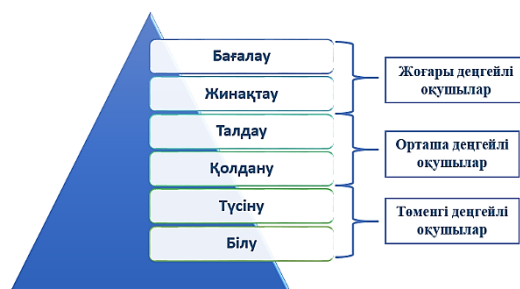 Бағалау
Жинақтау
Талдау
Қолдану
Түсіну
Білу
Жоғары деңгейлі
оқушылар
Орташа деңгейлі
оқушылар
Төменгі деңгейлі
оқушылар